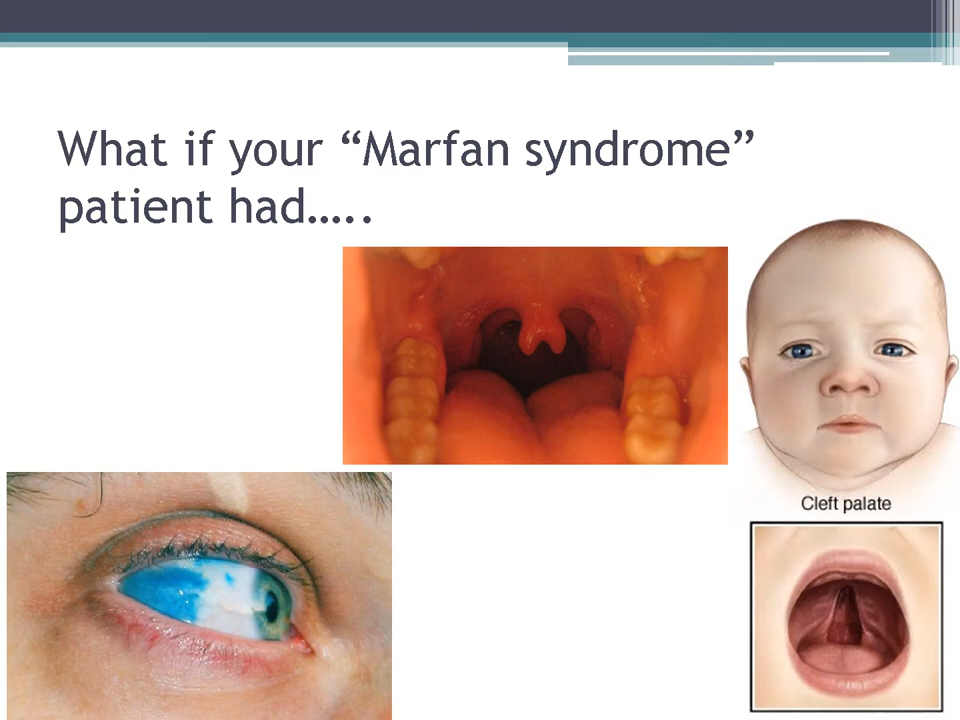 What if your “Marfan syndrome”
patient had…..
Cleft palate